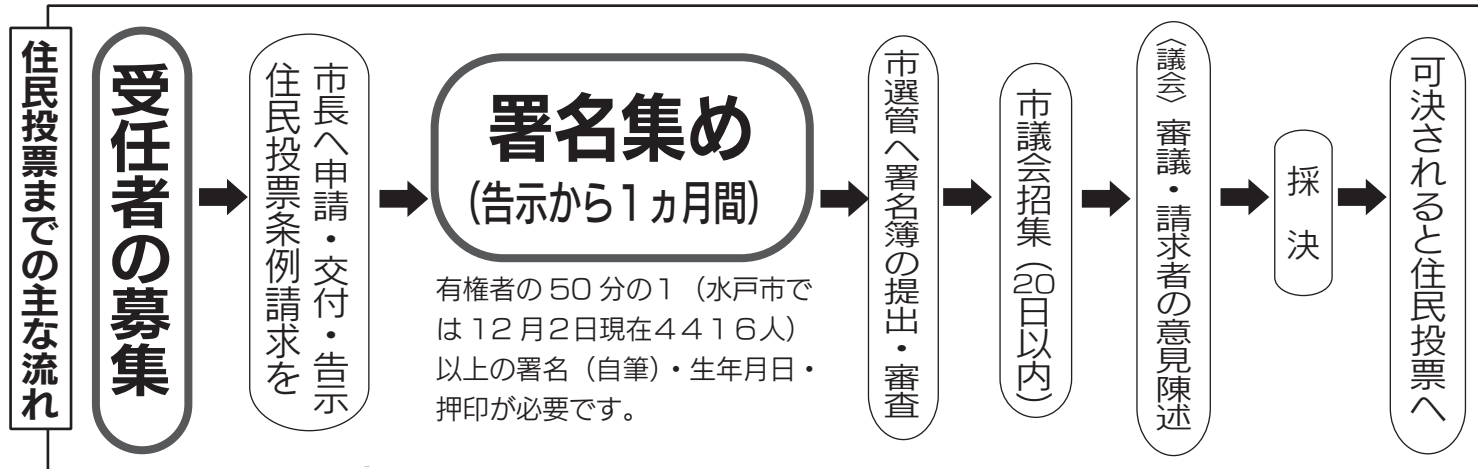 住民投票までの主な流れ
受任者の募集
住民投票条例請求を
市長へ申請・交付・告示
署名集め
(告示から1ヵ月間)
有権者の50分の1（水戸市で
は12月2日現在4416人）
以上の署名（自筆）・生年月日・
押印が必要です。
市選管へ署名簿の提出・審査
市議会招集（20日以内）
〈議会〉審議・請求者の意見陳述
採決
可決されると住民投票へ